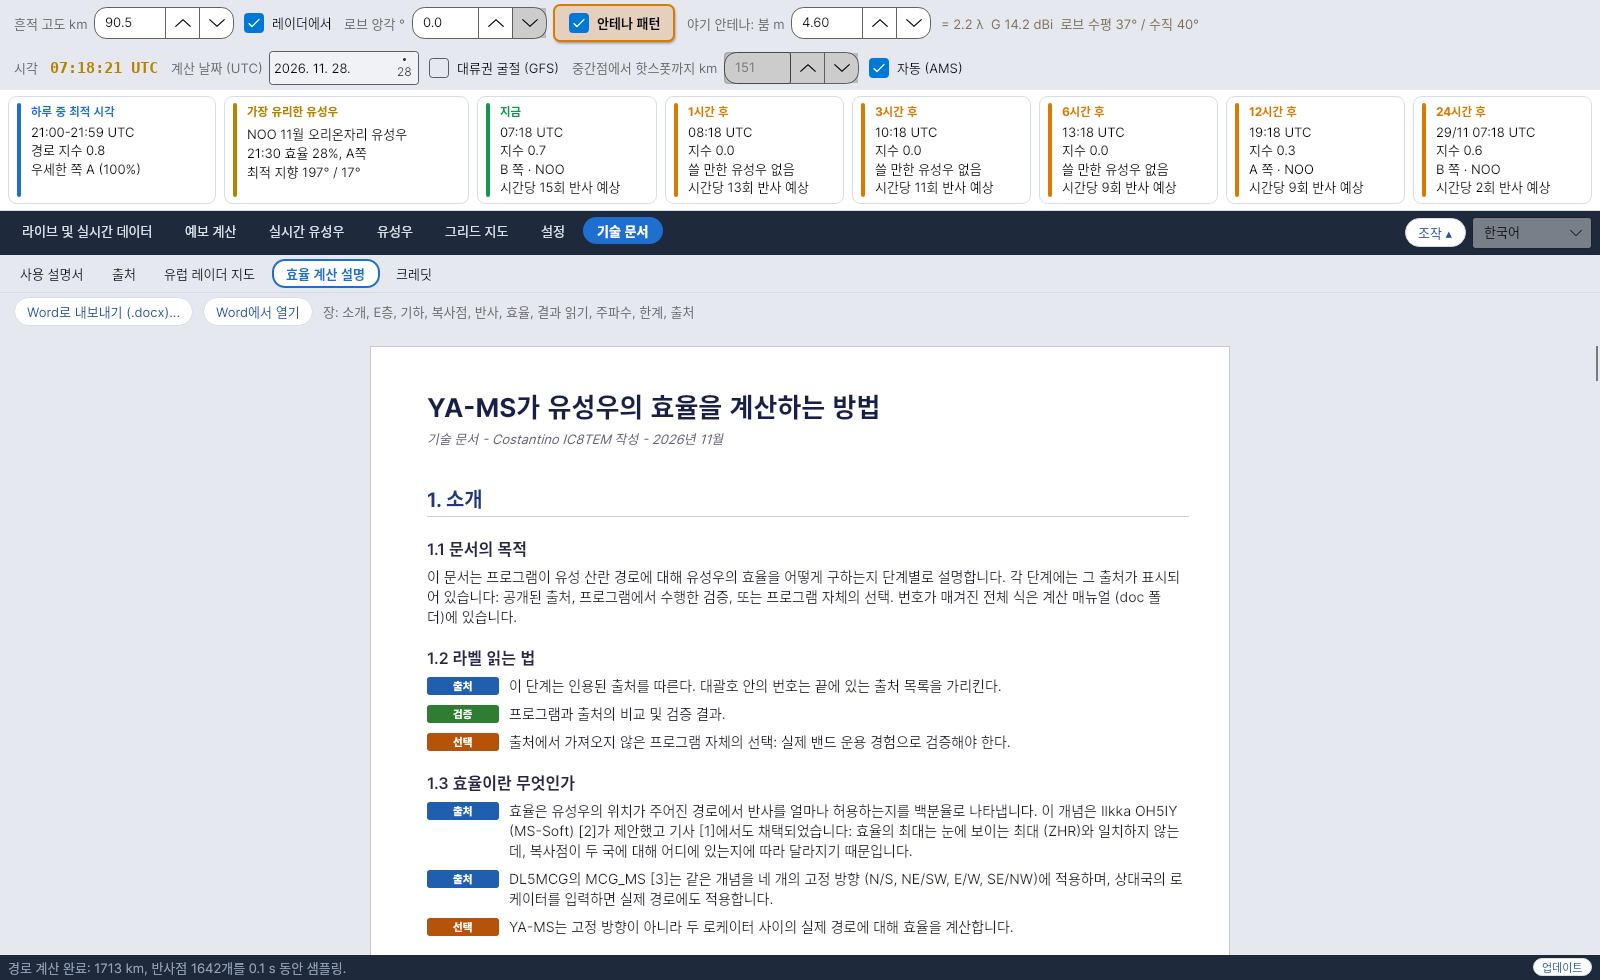 흔적 고도 km 90.5 레이더에서 로브 앙각 ° 0.0 안테나 패턴 야기 안테나: 붐 m 4.60 = 2.2 λ G 14.2 dBi 로브 수평 37° / 수직 40°
시각 07:18:21 UTC 계산 날짜 (UTC) 2026. 11. 28. 28 대류권 굴절 (GFS) 중간점에서 핫스폿까지 km 151 자동 (AMS)
하루 중 최적 시각
21:00-21:59 UTC
경로 지수 0.8
우세한 쪽 A (100%)
가장 유리한 유성우
NOO 11월 오리온자리 유성우
21:30 효율 28%, A쪽
최적 지향 197° / 17°
지금
07:18 UTC
지수 0.7
B 쪽 · NOO
시간당 15회 반사 예상
1시간 후
08:18 UTC
지수 0.0
쓸 만한 유성우 없음
시간당 13회 반사 예상
3시간 후
10:18 UTC
지수 0.0
쓸 만한 유성우 없음
시간당 11회 반사 예상
6시간 후
13:18 UTC
지수 0.0
쓸 만한 유성우 없음
시간당 9회 반사 예상
12시간 후
19:18 UTC
지수 0.3
A 쪽 · NOO
시간당 9회 반사 예상
24시간 후
29/11 07:18 UTC
지수 0.6
B 쪽 · NOO
시간당 2회 반사 예상
라이브 및 실시간 데이터 예보 계산 실시간 유성우 유성우 그리드 지도 설정 기술 문서 조작 ▴ 한국어
사용 설명서 출처 유럽 레이더 지도 효율 계산 설명 크레딧
Word로 내보내기 (.docx)... Word에서 열기 장: 소개, E층, 기하, 복사점, 반사, 효율, 결과 읽기, 주파수, 한계, 출처
YA-MS가 유성우의 효율을 계산하는 방법
기술 문서 - Costantino IC8TEM 작성 - 2026년 11월
1. 소개
1.1 문서의 목적
이 문서는 프로그램이 유성 산란 경로에 대해 유성우의 효율을 어떻게 구하는지 단계별로 설명합니다. 각 단계에는 그 출처가 표시되
어 있습니다: 공개된 출처, 프로그램에서 수행한 검증, 또는 프로그램 자체의 선택. 번호가 매겨진 전체 식은 계산 매뉴얼 (doc 폴
더)에 있습니다.
1.2 라벨 읽는 법
출처 이 단계는 인용된 출처를 따른다. 대괄호 안의 번호는 끝에 있는 출처 목록을 가리킨다.
검증 프로그램과 출처의 비교 및 검증 결과.
선택 출처에서 가져오지 않은 프로그램 자체의 선택: 실제 밴드 운용 경험으로 검증해야 한다.
1.3 효율이란 무엇인가
출처 효율은 유성우의 위치가 주어진 경로에서 반사를 얼마나 허용하는지를 백분율로 나타냅니다. 이 개념은 Ilkka OH5IY
(MS-Soft) [2]가 제안했고 기사 [1]에서도 채택되었습니다: 효율의 최대는 눈에 보이는 최대 (ZHR)와 일치하지 않는
데, 복사점이 두 국에 대해 어디에 있는지에 따라 달라지기 때문입니다.
출처 DL5MCG의 MCG_MS [3]는 같은 개념을 네 개의 고정 방향 (N/S, NE/SW, E/W, SE/NW)에 적용하며, 상대국의 로
케이터를 입력하면 실제 경로에도 적용합니다.
선택 YA-MS는 고정 방향이 아니라 두 로케이터 사이의 실제 경로에 대해 효율을 계산합니다.
경로 계산 완료: 1713 km, 반사점 1642개를 0.1 s 동안 샘플링. 업데이트